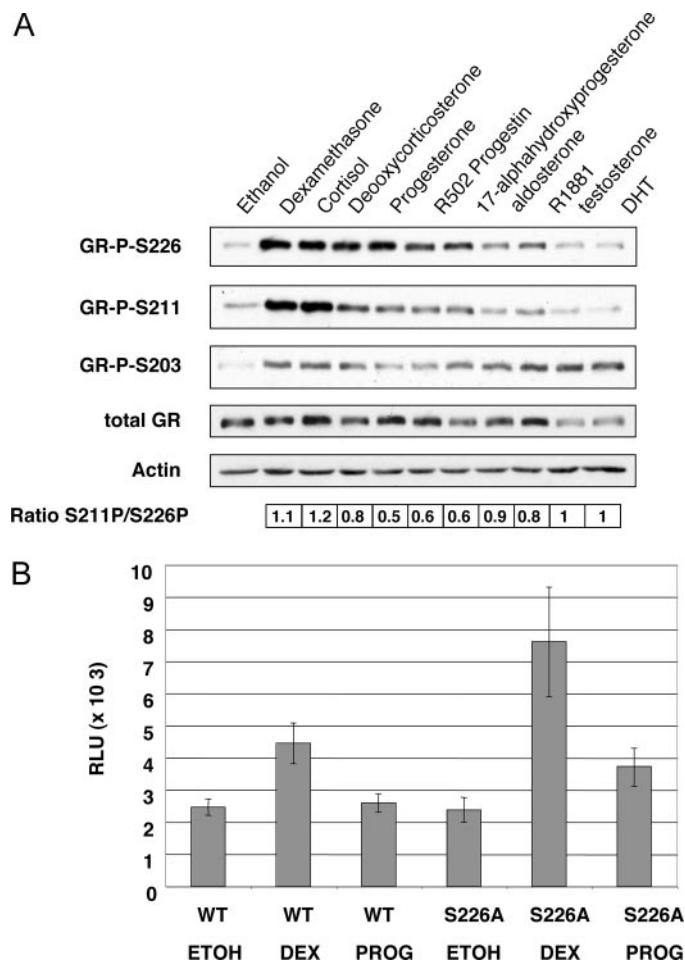 A
Ethanol
Dexamethasone
Cortisol
Deooxycorticosterone
Progesterone
R502 Progestin
17-alphahydroxyprogesterone
aldosterone
R1881
testosterone
DHT
GR-P-S226
GR-P-S211
GR-P-S203
total GR
Actin
Ratio S211P/S226P 1.1 1.2 0.8 0.5 0.6 0.6 0.9 0.8 1 1
B
RLU (x 10 3)
10
9
8
7
6
5
4
3
2
1
0
WT WT WT S226A S226A S226A
ETOH DEX PROG ETOH DEX PROG